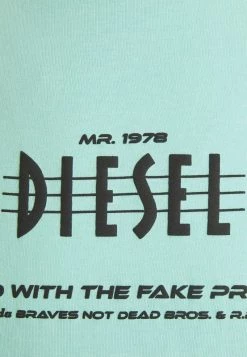 MR. 1978
DIESEL
WITH THE FAKE
BRAVES NOT DEAD BROS. &